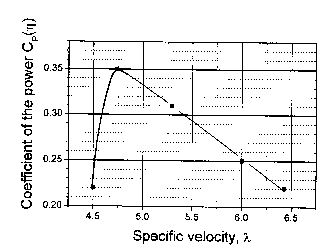 Coefficient of the power Cp(η)
0.35
0.30
0.25
0.20
4.5 5.0 5.5 6.0 6.5
Specific velocity, λ